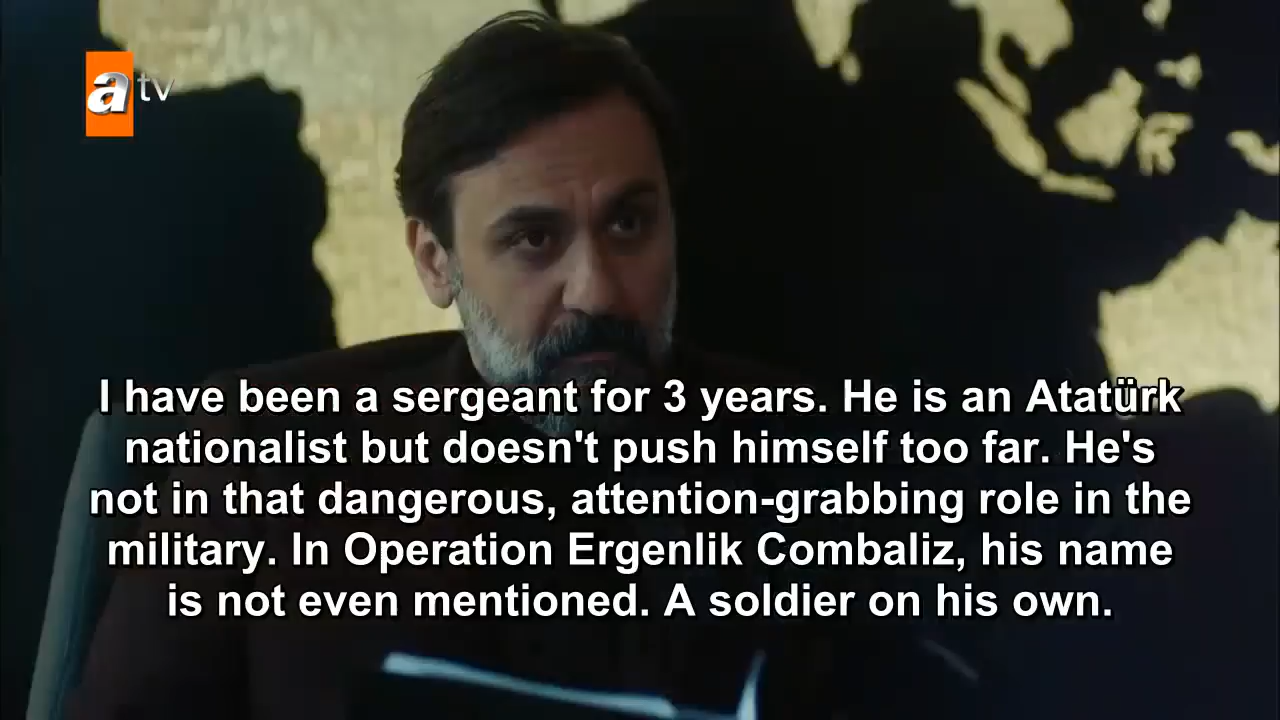 atv
I have been a sergeant for 3 years. He is an Atatürk
nationalist but doesn't push himself too far. He's
not in that dangerous, attention-grabbing role in the
military. In Operation Ergenlik Combaliz, his name
is not even mentioned. A soldier on his own.